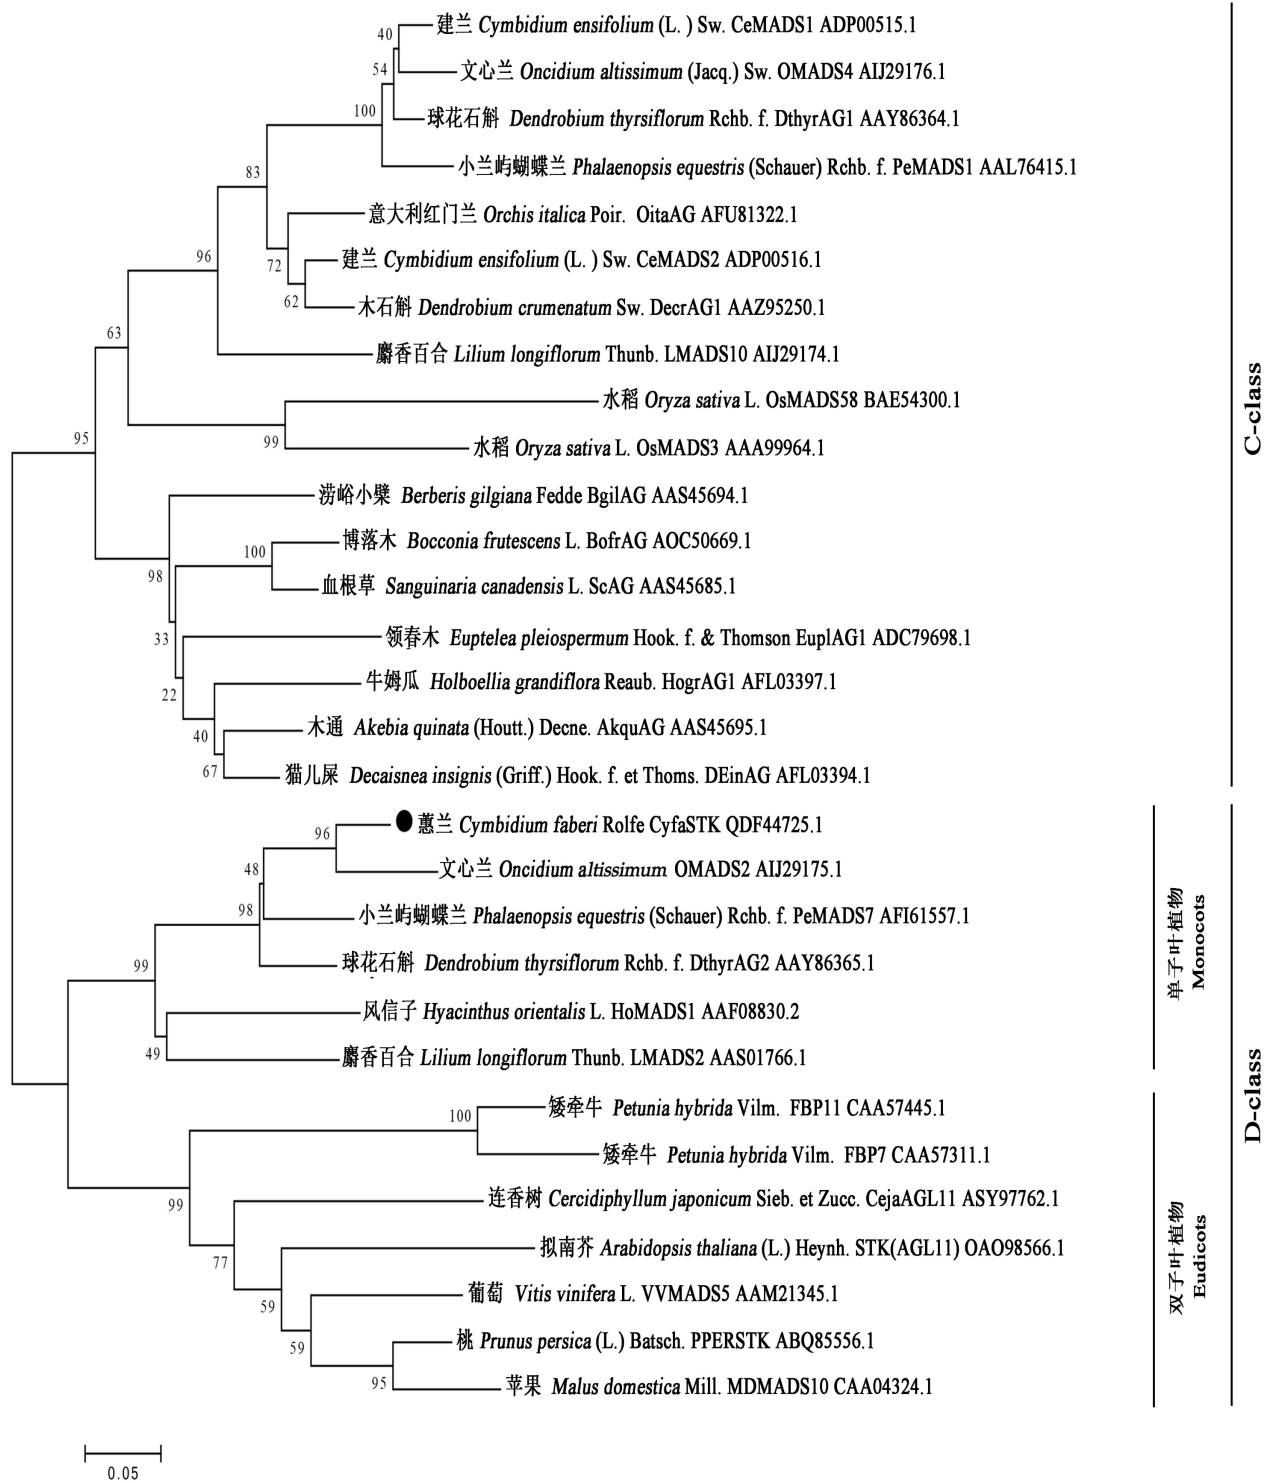 40
建兰 Cymbidium ensifolium (L. ) Sw. CeMADS1 ADP00515.1
54
文心兰 Oncidium altissimum (Jacq.) Sw. OMADS4 AIJ29176.1
100
球花石斛 Dendrobium thyrsiflorum Rchb. f. DthyrAG1 AAY86364.1
小兰屿蝴蝶兰 Phalaenopsis equestris (Schauer) Rchb. f. PeMADS1 AAL76415.1
83
意大利红门兰 Orchis italica Poir. OitaAG AFU81322.1
96
72
建兰 Cymbidium ensifolium (L. ) Sw. CeMADS2 ADP00516.1
62
木石斛 Dendrobium crumenatum Sw. DecrAG1 AAZ95250.1
63
麝香百合 Lilium longiflorum Thunb. LMADS10 AIJ29174.1
水稻 Oryza sativa L. OsMADS58 BAE54300.1
95
99
水稻 Oryza sativa L. OsMADS3 AAA99964.1
涝峪小檗 Berberis gilgiana Fedde BgilAG AAS45694.1
博落木 Bocconia frutescens L. BofrAG AOC50669.1
100
98
血根草 Sanguinaria canadensis L. ScAG AAS45685.1
33
领春木 Euptelea pleiospermum Hook. f. & Thomson EuplAG1 ADC79698.1
22
牛姆瓜 Holboellia grandiflora Reaub. HogrAG1 AFL03397.1
40
木通 Akebia quinata (Houtt.) Decne. AkquAG AAS45695.1
67
猫儿屎 Decaisnea insignis (Griff.) Hook. f. et Thoms. DEinAG AFL03394.1
C-class
96
蕙兰 Cymbidium faberi Rolfe CyfaSTK QDF44725.1
48
文心兰 Oncidium altissimum OMADS2 AIJ29175.1
98
小兰屿蝴蝶兰 Phalaenopsis equestris (Schauer) Rchb. f. PeMADS7 AFI61557.1
99
球花石斛 Dendrobium thyrsiflorum Rchb. f. DthyrAG2 AAY86365.1
风信子 Hyacinthus orientalis L. HoMADS1 AAF08830.2
49
麝香百合 Lilium longiflorum Thunb. LMADS2 AAS01766.1
单子叶植物
Monocots
100
矮牵牛 Petunia hybrida Vilm. FBP11 CAA57445.1
矮牵牛 Petunia hybrida Vilm. FBP7 CAA57311.1
99
连香树 Cercidiphyllum japonicum Sieb. et Zucc. CejaAGL11 ASY97762.1
77
拟南芥 Arabidopsis thaliana (L.) Heynh. STK(AGL11) OAO98566.1
59
葡萄 Vitis vinifera L. VVMADS5 AAM21345.1
59
桃 Prunus persica (L.) Batsch. PPERSTK ABQ85556.1
95
苹果 Malus domestica Mill. MDMADS10 CAA04324.1
双子叶植物
Eudicots
D-class
0.05